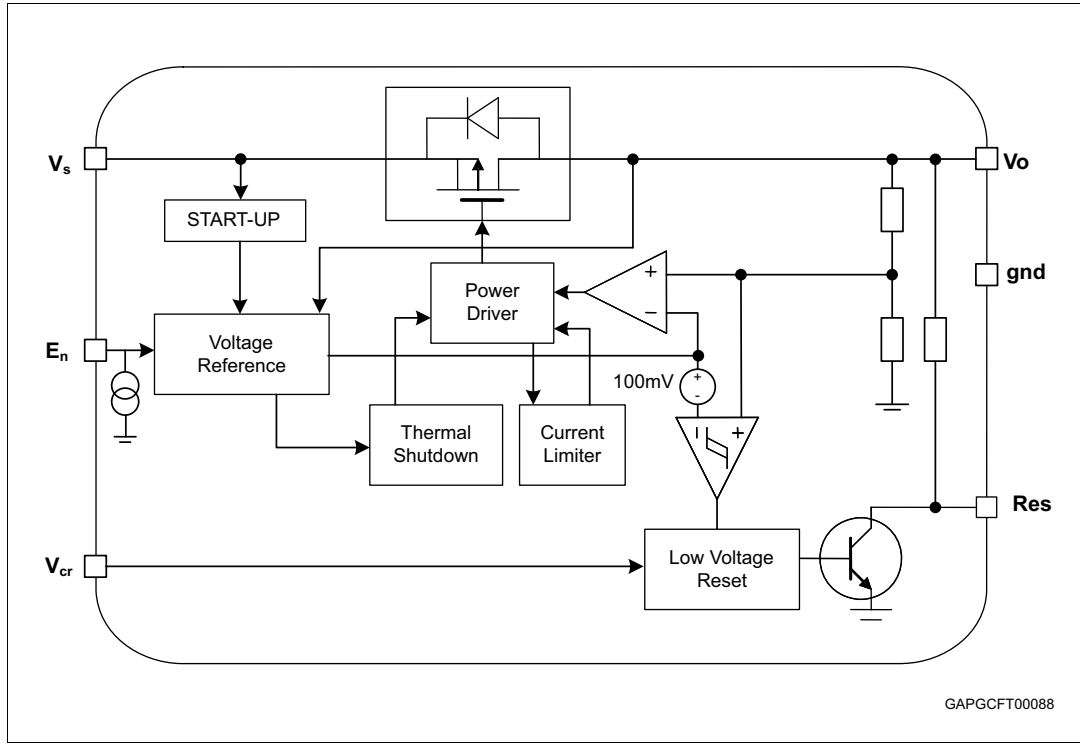 Vs
Vo
START-UP
gnd
Power
Driver
+
−
En
Voltage
Reference
100mV
+
-
Thermal
Shutdown
Current
Limiter
− +
Res
Vcr
Low Voltage
Reset
GAPGCFT00088